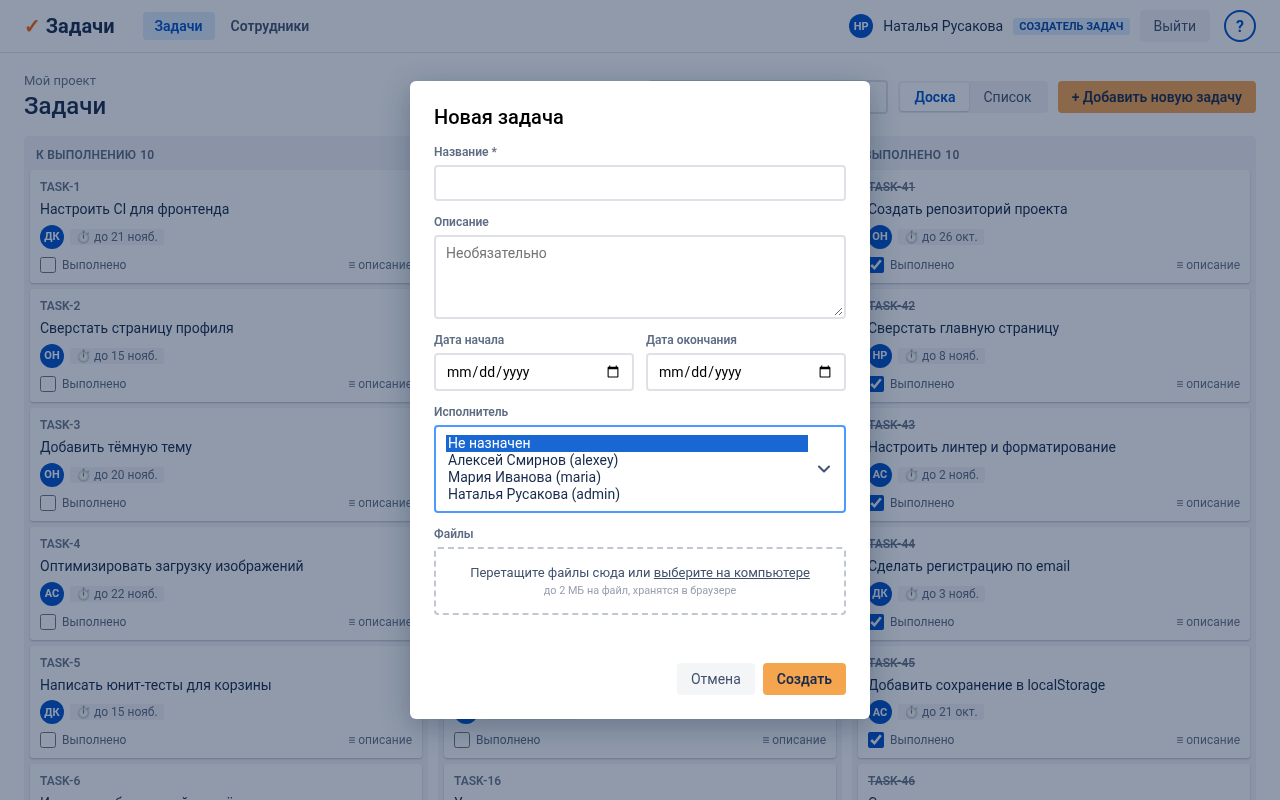 ✓ Задачи
Задачи
Сотрудники
НР
Наталья Русакова
СОЗДАТЕЛЬ ЗАДАЧ
Выйти
?
Мой проект
Задачи
Доска
Список
+ Добавить новую задачу
К ВЫПОЛНЕНИЮ 10
TASK-1
Настроить CI для фронтенда
ДК
⏱ до 21 нояб.
Выполнено
≡ описание
TASK-2
Сверстать страницу профиля
ОН
⏱ до 15 нояб.
Выполнено
≡ описание
TASK-3
Добавить тёмную тему
ОН
⏱ до 20 нояб.
Выполнено
≡ описание
TASK-4
Оптимизировать загрузку изображений
АС
⏱ до 22 нояб.
Выполнено
≡ описание
TASK-5
Написать юнит-тесты для корзины
ДК
⏱ до 15 нояб.
Выполнено
≡ описание
TASK-6
Новая задача
Название *
Описание
Необязательно
Дата начала
Дата окончания
mm/dd/yyyy
mm/dd/yyyy
Исполнитель
Не назначен
Алексей Смирнов (alexey)
Мария Иванова (maria)
Наталья Русакова (admin)
Файлы
Перетащите файлы сюда или выберите на компьютере
до 2 МБ на файл, хранятся в браузере
Отмена
Создать
Выполнено
≡ описание
TASK-16
ВЫПОЛНЕНО 10
TASK-41
Создать репозиторий проекта
ОН
⏱ до 26 окт.
Выполнено
≡ описание
TASK-42
Сверстать главную страницу
НР
⏱ до 8 нояб.
Выполнено
≡ описание
TASK-43
Настроить линтер и форматирование
АС
⏱ до 2 нояб.
Выполнено
≡ описание
TASK-44
Сделать регистрацию по email
ДК
⏱ до 3 нояб.
Выполнено
≡ описание
TASK-45
Добавить сохранение в localStorage
АС
⏱ до 21 окт.
Выполнено
≡ описание
TASK-46